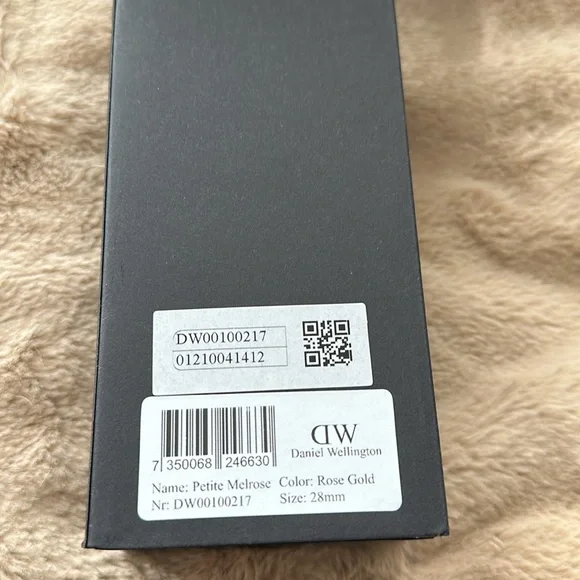 DW00100217
01210041412
DW
Daniel Wellington
7 350068 246630
Name: Petite Melrose Color: Rose Gold
Nr: DW00100217 Size: 28mm